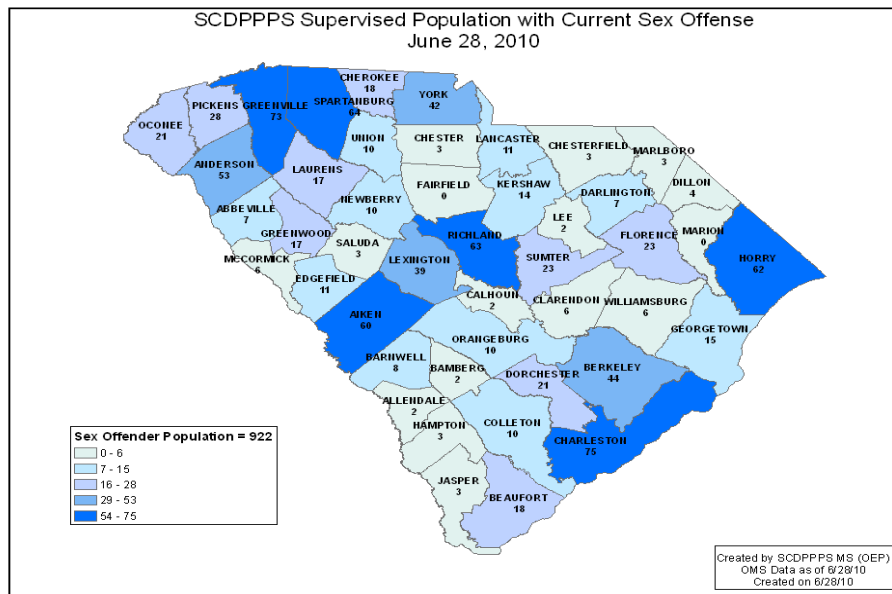 SCDPPPS Supervised Population with Current Sex Offense
June 28, 2010
CHEROKEE
18
YORK
42
GREENVILLE
73
SPARTANBURG
64
PICKENS
28
OCONEE
21
UNION
10
CHESTER
3
LANCASTER
11
CHESTERFIELD
3
MARLBORO
3
ANDERSON
53
LAURENS
17
DILLON
4
FAIRFIELD
0
KERSHAW
14
DARLINGTON
7
ABBEVILLE
7
NEWBERRY
10
LEE
2
GREENWOOD
17
RICHLAND
63
FLORENCE
23
MARION
0
SALUDA
3
LEXINGTON
39
SUMTER
23
HORRY
62
MCCORMICK
6
EDGEFIELD
11
CALHOUN
2
CLARENDON
6
WILLIAMSBURG
6
AIKEN
60
GEORGETOWN
15
ORANGEBURG
10
BARNWELL
8
BAMBERG
2
DORCHESTER
21
BERKELEY
44
ALLENDALE
2
HAMPTON
3
COLLETON
10
CHARLESTON
75
JASPER
3
BEAUFORT
18
Sex Offender Population = 922
0 - 6
7 - 15
16 - 28
29 - 53
54 - 75
Created by SCDPPPS MS (OEP)
OMS Data as of 6/28/10
Created on 6/28/10